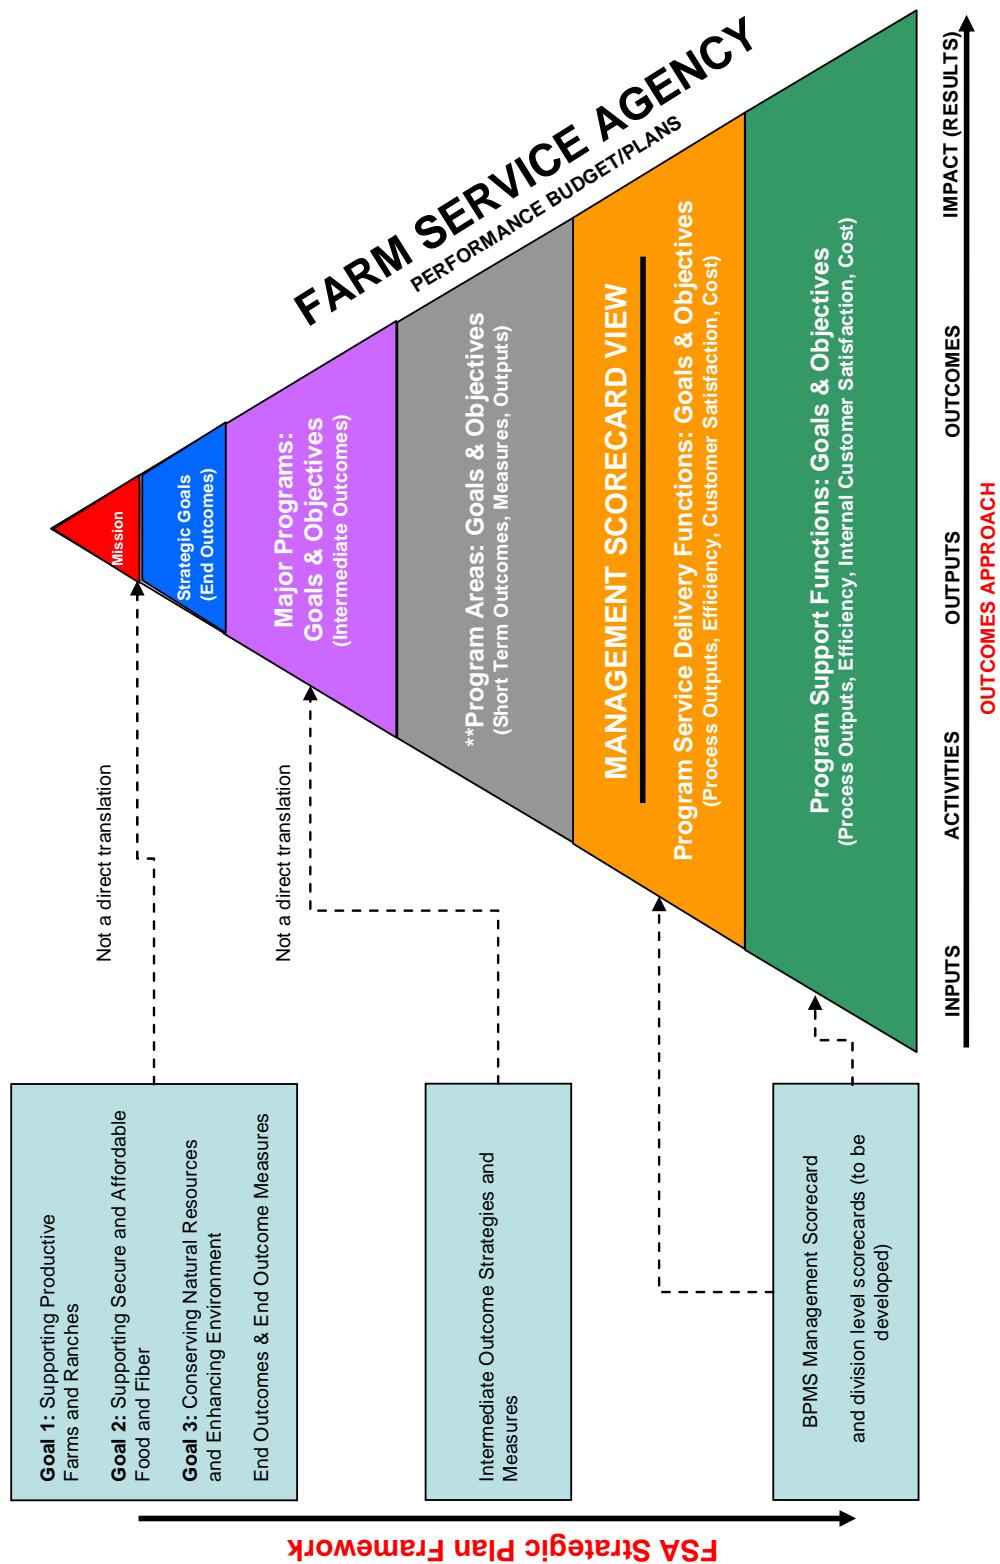 FSA Strategic Plan Framework
Goal 1: Supporting Productive
Farms and Ranches
Goal 2: Supporting Secure and Affordable
Food and Fiber
Goal 3: Conserving Natural Resources
and Enhancing Environment
End Outcomes & End Outcome Measures
Intermediate Outcome Strategies and
Measures
BPMS Management Scorecard
and division level scorecards (to be
developed)
Not a direct translation
Not a direct translation
FARM SERVICE AGENCY
PERFORMANCE BUDGET/PLANS
Mission
Strategic Goals
(End Outcomes)
Major Programs:
Goals & Objectives
(Intermediate Outcomes)
**Program Areas: Goals & Objectives
(Short Term Outcomes, Measures, Outputs)
MANAGEMENT SCORECARD VIEW
Program Service Delivery Functions: Goals & Objectives
(Process Outputs, Efficiency, Customer Satisfaction, Cost)
Program Support Functions: Goals & Objectives
(Process Outputs, Efficiency, Internal Customer Satisfaction, Cost)
INPUTS ACTIVITIES OUTPUTS OUTCOMES IMPACT (RESULTS)
OUTCOMES APPROACH